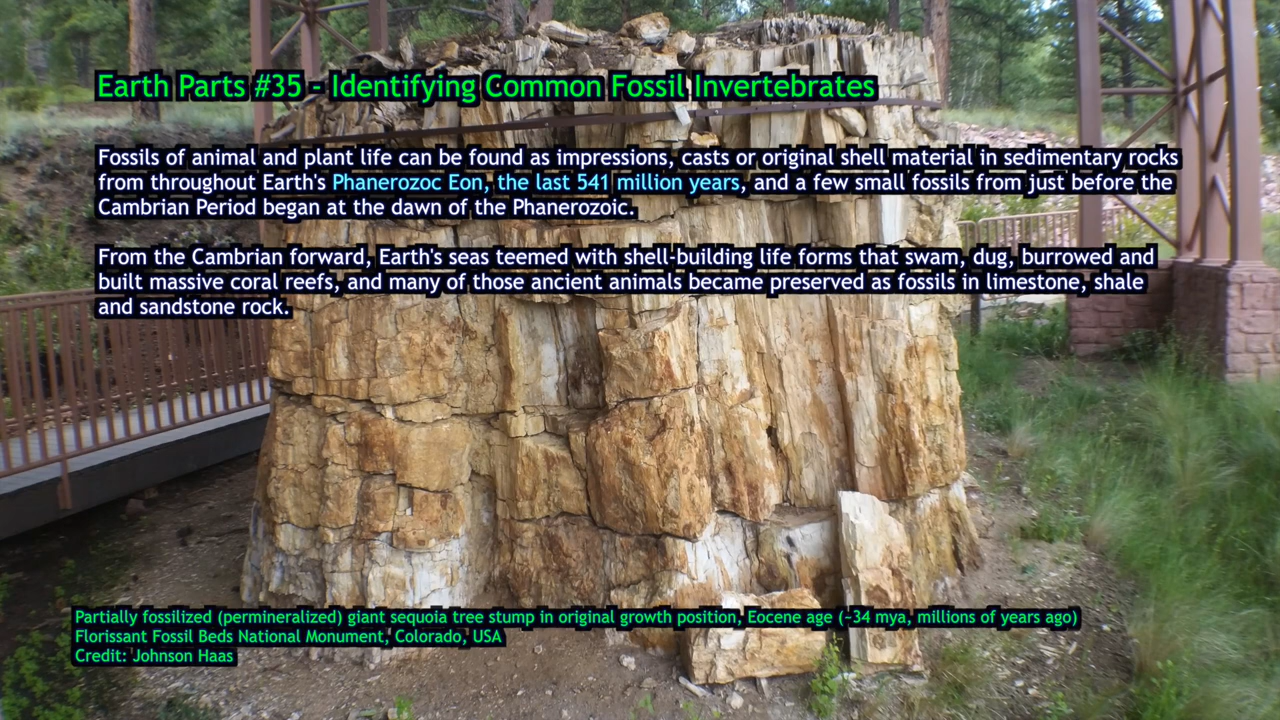 Earth Parts #35 - Identifying Common Fossil Invertebrates
Fossils of animal and plant life can be found as impressions, casts or original shell material in sedimentary rocks
from throughout Earth's Phanerozoc Eon, the last 541 million years, and a few small fossils from just before the
Cambrian Period began at the dawn of the Phanerozoic.
From the Cambrian forward, Earth's seas teemed with shell-building life forms that swam, dug, burrowed and
built massive coral reefs, and many of those ancient animals became preserved as fossils in limestone, shale
and sandstone rock.
Partially fossilized (permineralized) giant sequoia tree stump in original growth position, Eocene age (~34 mya, millions of years ago)
Florissant Fossil Beds National Monument, Colorado, USA
Credit: Johnson Haas